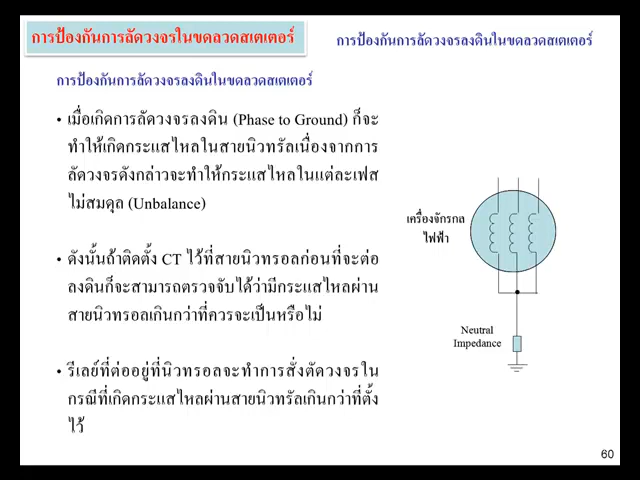 การป้องกันการลัดวงจรในขดลวดสเตเตอร์
การป้องกันการลัดวงจรลงดินในขดลวดสเตเตอร์
การป้องกันการลัดวงจรลงดินในขดลวดสเตเตอร์
• เมื่อเกิดการลัดวงจรลงดิน (Phase to Ground) ก็จะ
ทำให้เกิดกระแสไหลในสายนิวทรัลเนื่องจากการ
ลัดวงจรดังกล่าวจะทำให้กระแสไหลในแต่ละเฟส
ไม่สมดุล (Unbalance)
• ดังนั้นถ้าติดตั้ง CT ไว้ที่สายนิวทรอลก่อนที่จะต่อ
ลงดินก็จะสามารถตรวจจับได้ว่ามีกระแสไหลผ่าน
สายนิวทรอลเกินกว่าที่ควรจะเป็นหรือไม่
• รีเลย์ที่ต่ออยู่ที่นิวทรอลจะทำการสั่งตัดวงจรใน
กรณีที่เกิดกระแสไหลผ่านสายนิวทรัลเกินกว่าที่ตั้ง
ไว้
เครื่องจักรกล
ไฟฟ้า
Neutral
Impedance
60